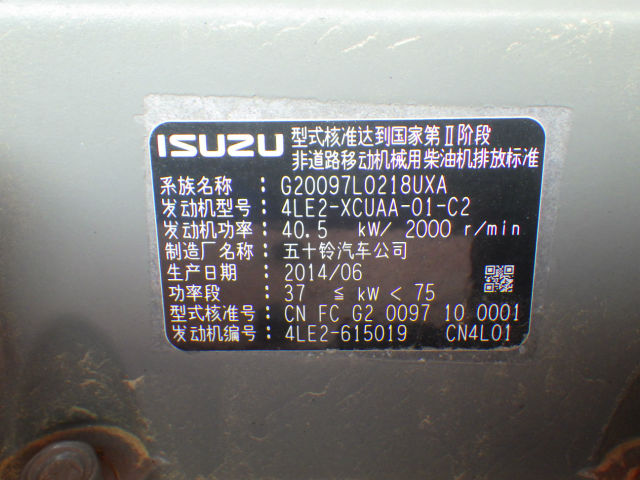 ISUZU 型式核准达到国家第Ⅱ阶段
非道路移动机械用柴油机排放标准
系族名称 : G20097L0218UXA
发动机型号: 4LE2-XCUAA-01-C2
发动机功率: 40.5 kW/ 2000 r/min
制造厂名称: 五十铃汽车公司
生产日期 : 2014/06
功率段 : 37 ≦ kW < 75
型式核准号: CN FC G2 0097 10 0001
发动机编号: 4LE2-615019 CN4L01